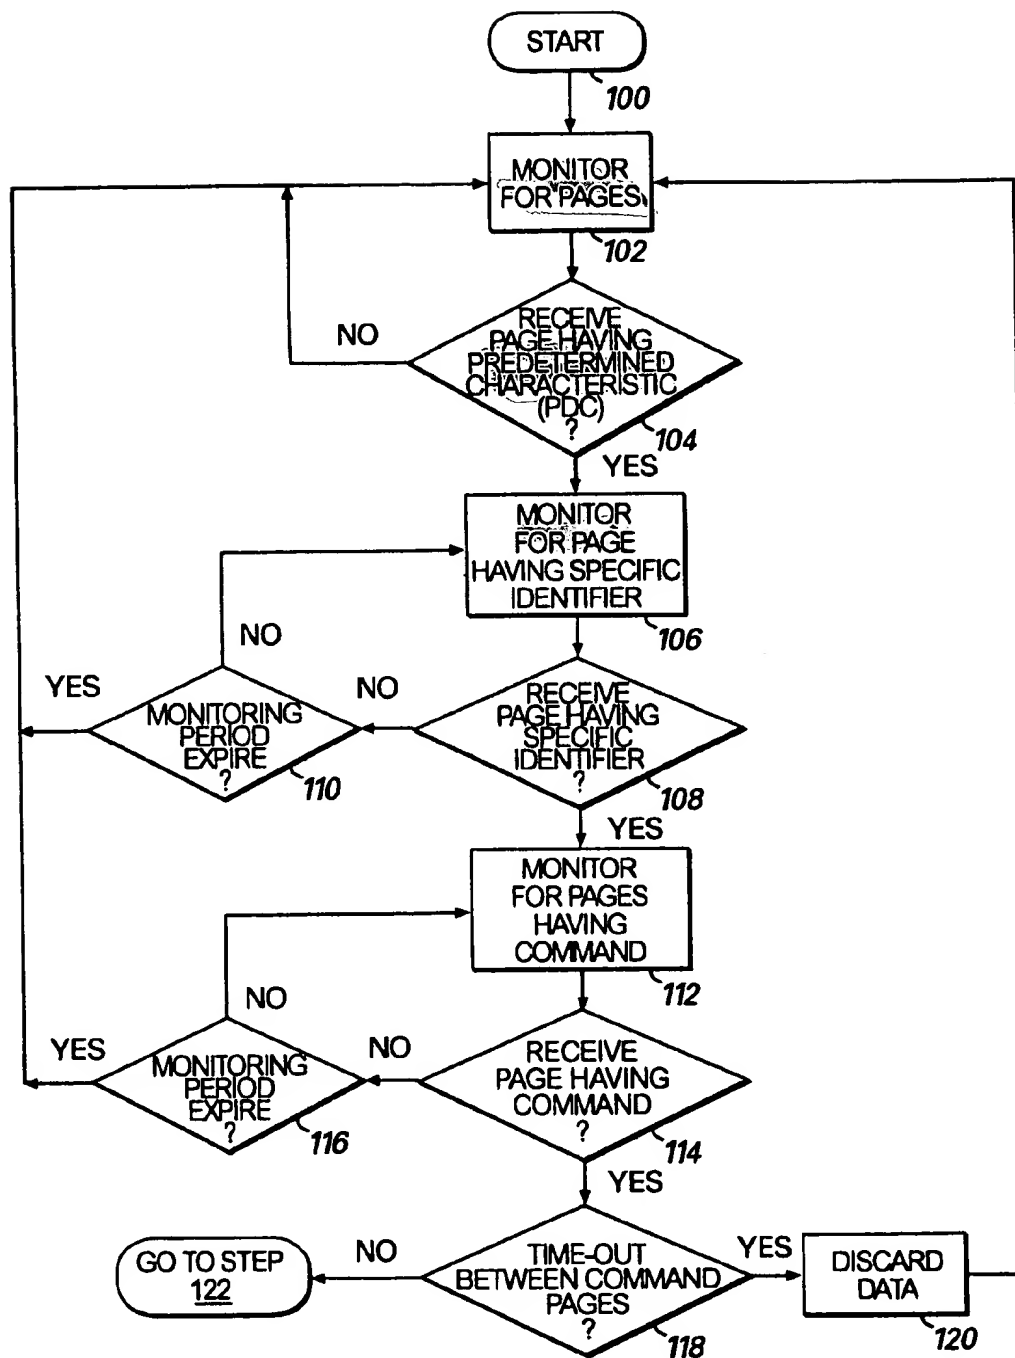 START
100
MONITOR
FOR PAGES
102
RECEIVE
PAGE HAVING
PREDETERMINED
CHARACTERISTIC
(PDC)
?
104
NO
YES
MONITOR
FOR PAGE
HAVING SPECIFIC
IDENTIFIER
106
NO
YES
MONITORING
PERIOD
EXPIRE
?
110
NO
RECEIVE
PAGE HAVING
SPECIFIC
IDENTIFIER
?
108
YES
MONITOR
FOR PAGES
HAVING
COMMAND
112
NO
YES
MONITORING
PERIOD
EXPIRE
?
116
NO
RECEIVE
PAGE HAVING
COMMAND
?
114
YES
GO TO STEP
122
NO
TIME-OUT
BETWEEN COMMAND
PAGES
?
118
YES
DISCARD
DATA
120